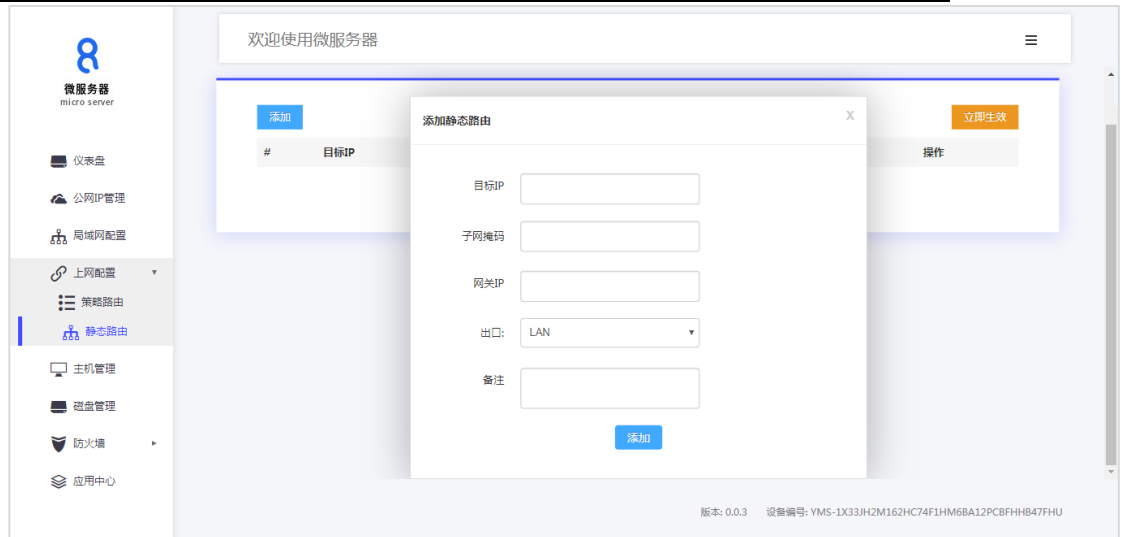 微服务器
micro server
仪表盘
公网IP管理
局域网配置
上网配置
策略路由
静态路由
主机管理
磁盘管理
防火墙
应用中心
欢迎使用微服务器
添加
立即生效
# 目标IP 操作
添加静态路由 X
目标IP
子网掩码
网关IP
出口: LAN
备注
添加
版本: 0.0.3 设备编号: YMS-1X33JH2M162HC74F1HM6BA12PCBFHHB47FHU